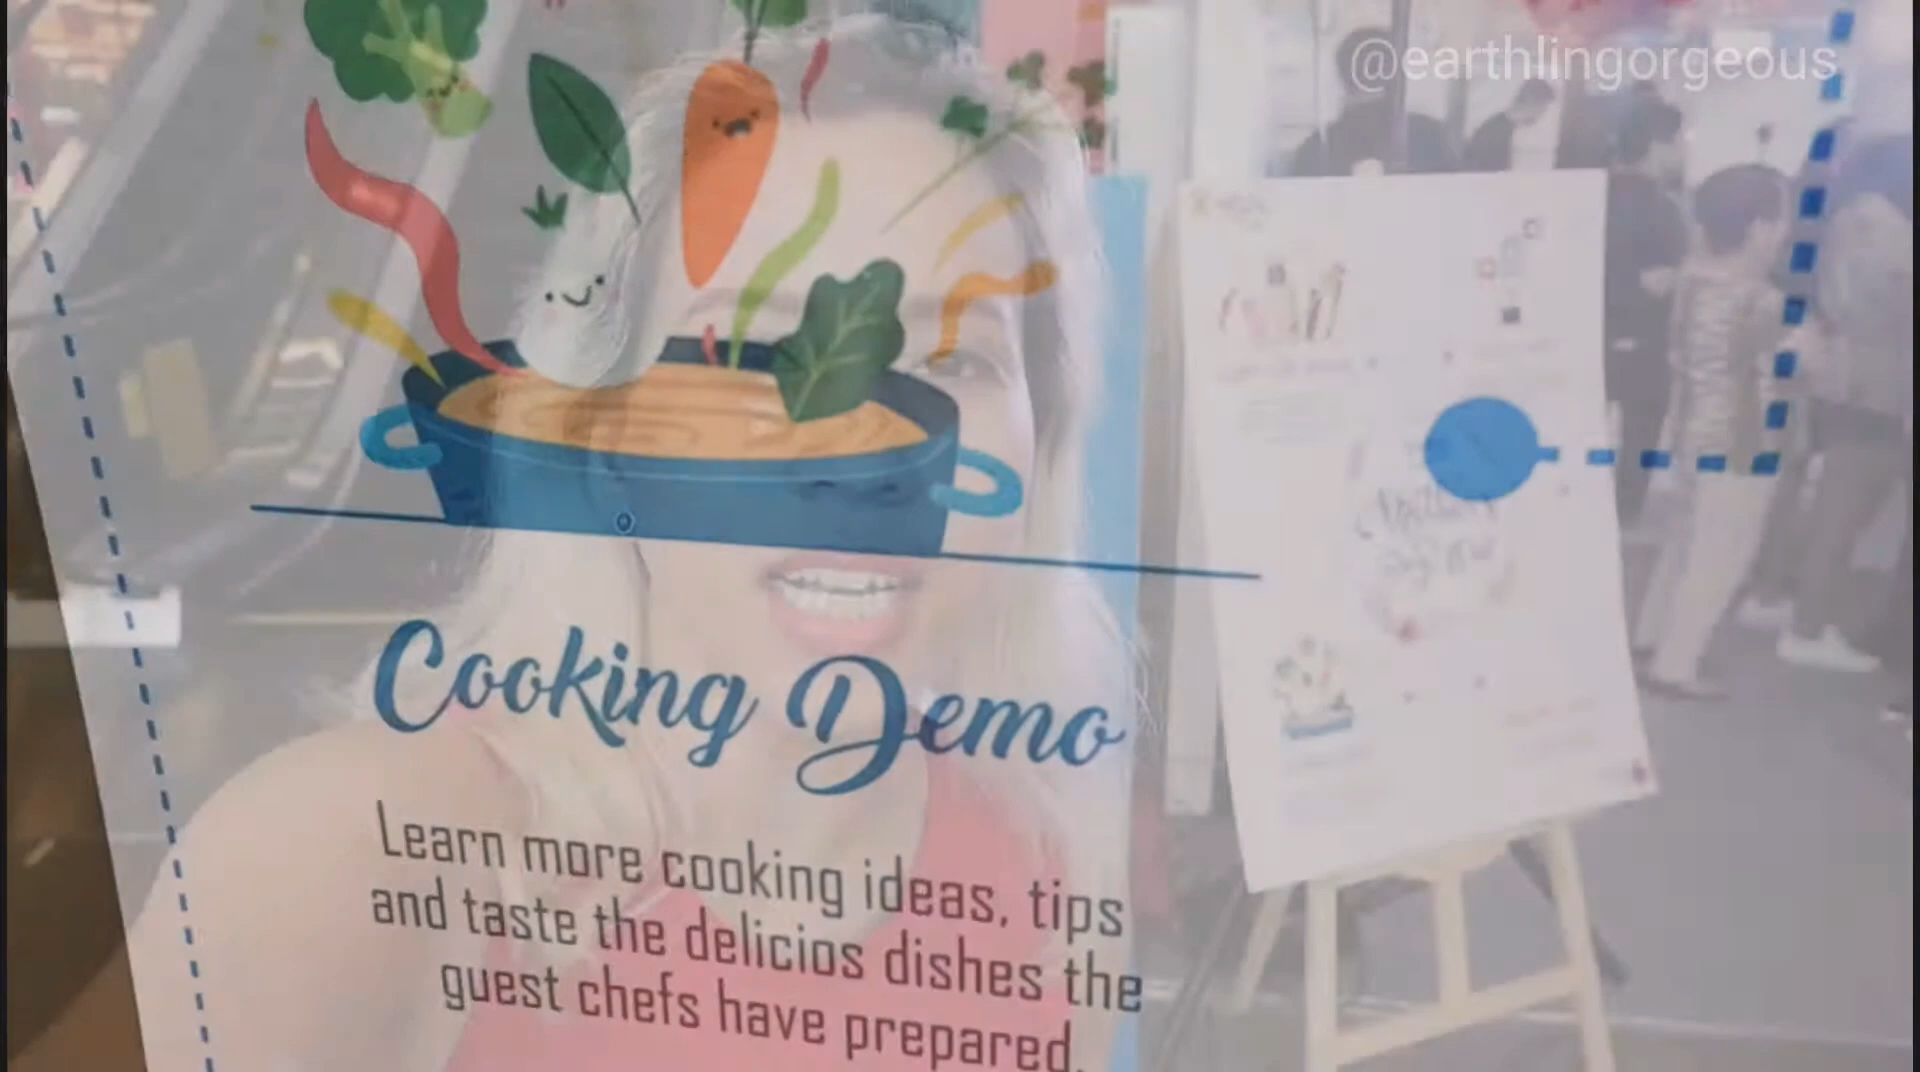 @earthlingorgeous
Cooking Demo
Learn more cooking ideas, tips
and taste the delicios dishes the
guest chefs have prepared.